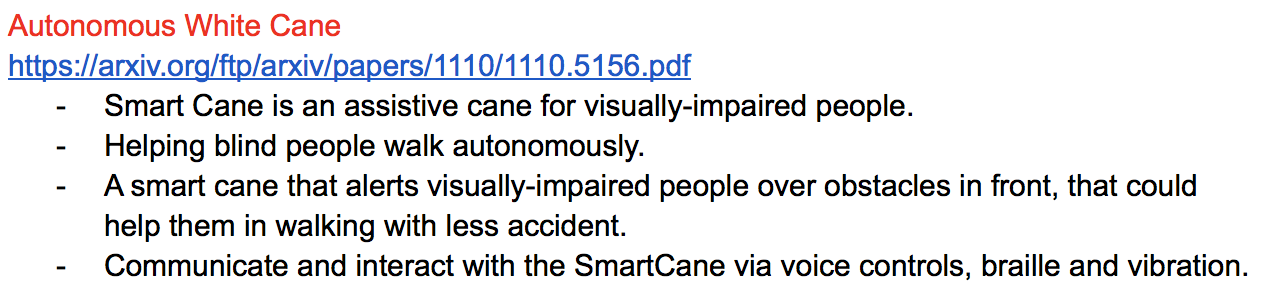 Autonomous White Cane
https://arxiv.org/ftp/arxiv/papers/1110/1110.5156.pdf
- Smart Cane is an assistive cane for visually-impaired people.
- Helping blind people walk autonomously.
- A smart cane that alerts visually-impaired people over obstacles in front, that could
help them in walking with less accident.
- Communicate and interact with the SmartCane via voice controls, braille and vibration.